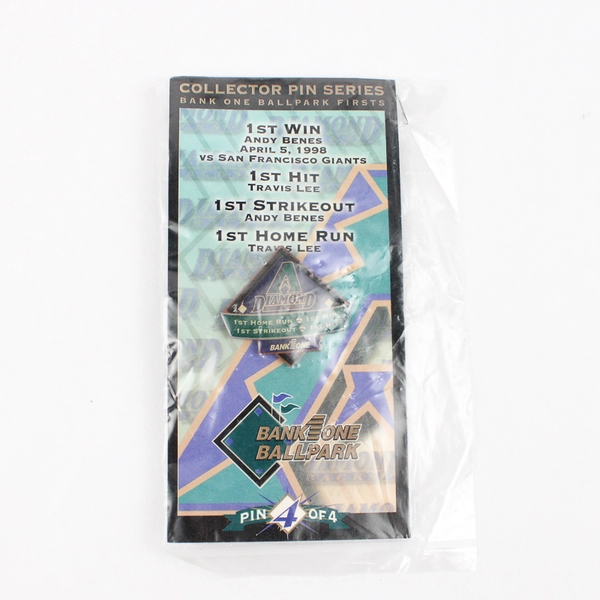 COLLECTOR PIN SERIES
BANK ONE BALLPARK FIRSTS
1ST WIN
ANDY BENES
APRIL 5, 1998
VS SAN FRANCISCO GIANTS
1ST HIT
TRAVIS LEE
1ST STRIKEOUT
ANDY BENES
1ST HOME RUN
TRAVIS LEE
DIAMOND
1ST HOME RUN
1ST STRIKEOUT
BANK ONE
BANK ONE
BALLPARK
PIN 4 OF 4